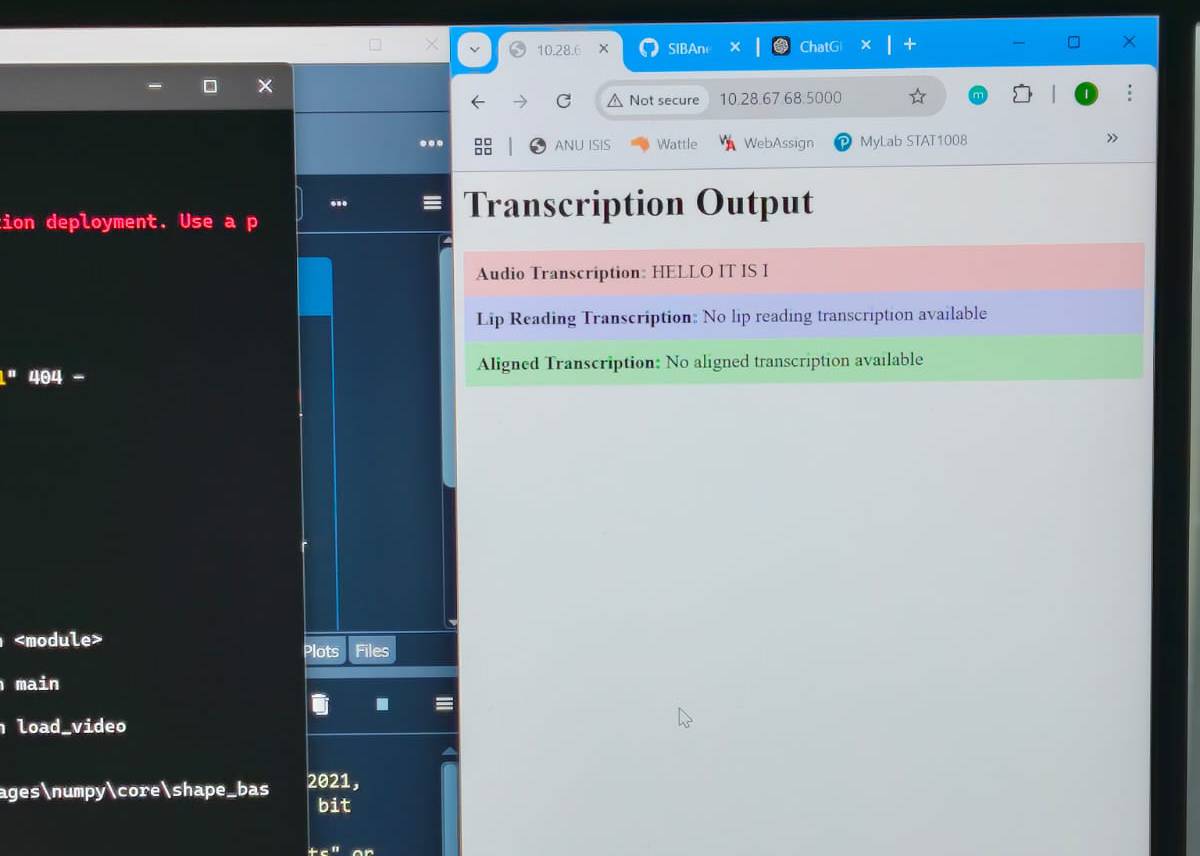 10.28.6
SIBAne
ChatG
Not secure
10.28.67.68:5000
ANU ISIS
Wattle
WebAssign
MyLab STAT1008
Transcription Output
Audio Transcription: HELLO IT IS I
Lip Reading Transcription: No lip reading transcription available
Aligned Transcription: No aligned transcription available
ion deployment. Use a p
" 404 -
<module>
main
load_video
ages\numpy\core\shape_bas
Plots
Files
2021,
bit
ts" or